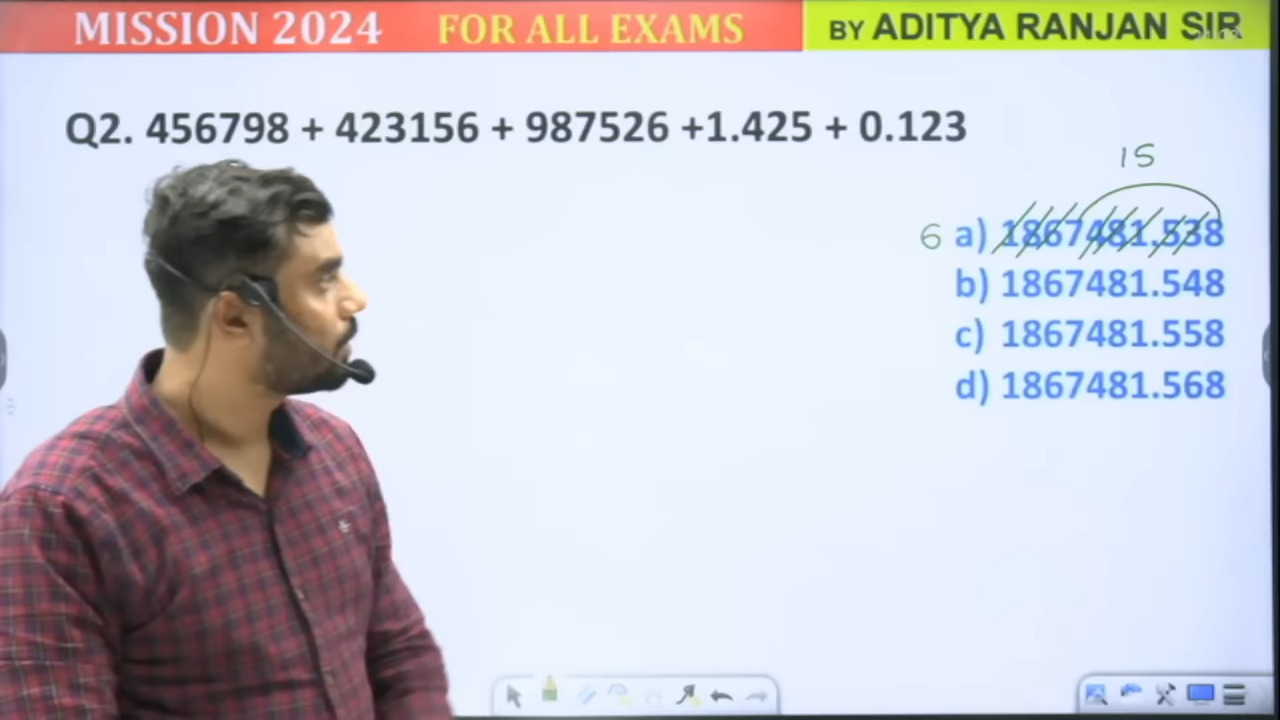 MISSION 2024 FOR ALL EXAMS BY ADITYA RANJAN SIR
Q2. 456798 + 423156 + 987526 +1.425 + 0.123
15
6 a) 1867481.538
b) 1867481.548
c) 1867481.558
d) 1867481.568